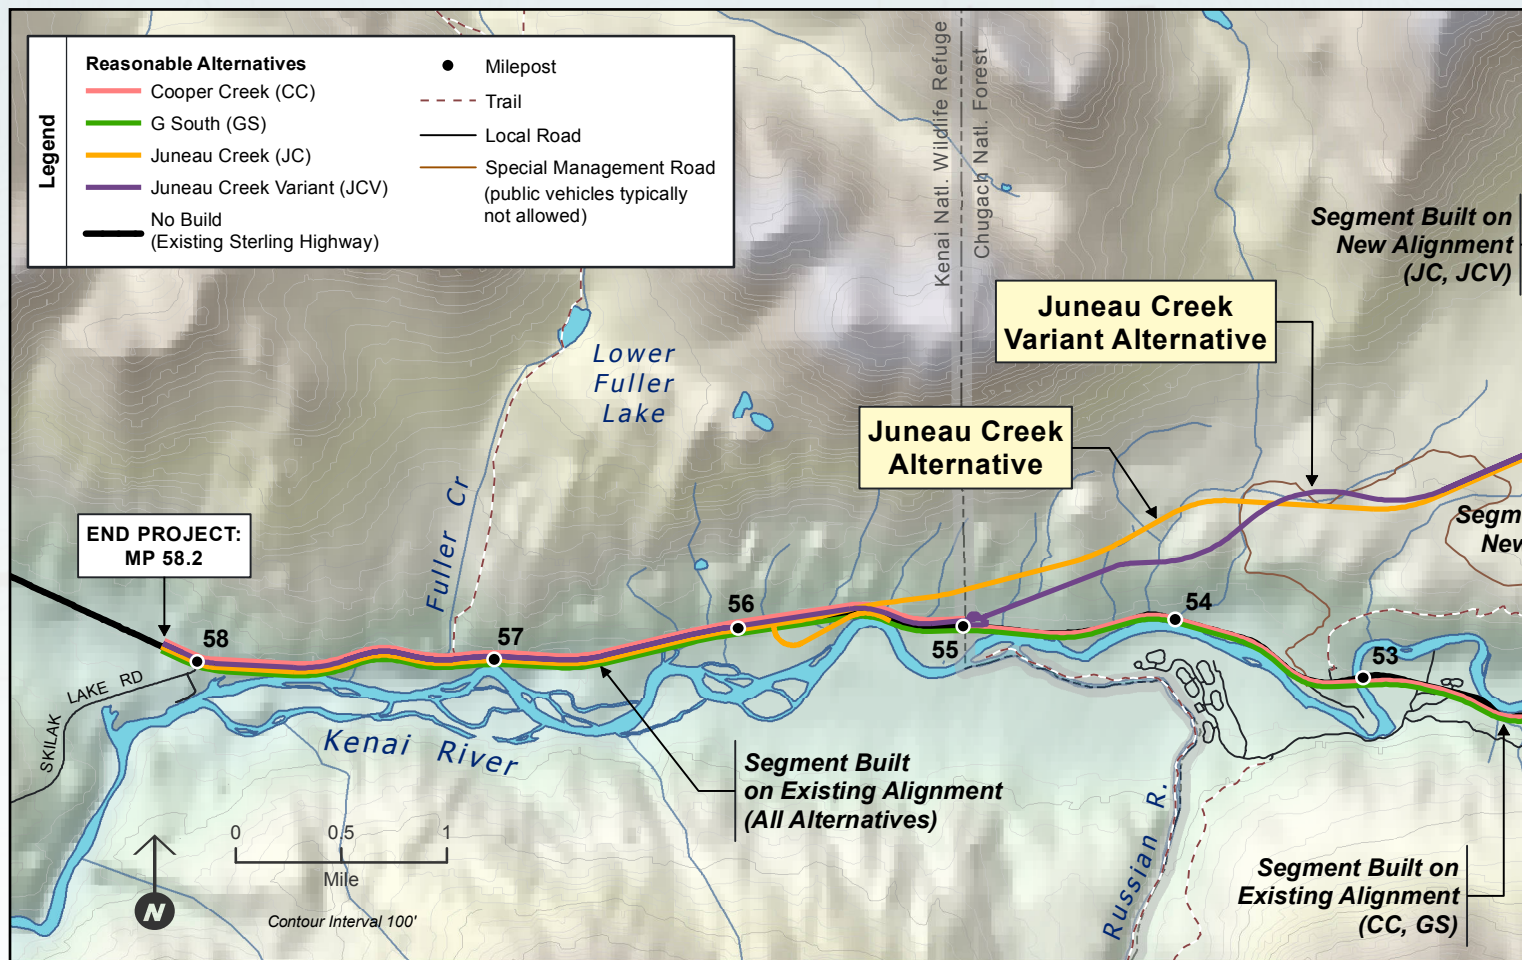 Legend
Reasonable Alternatives
Cooper Creek (CC)
G South (GS)
Juneau Creek (JC)
Juneau Creek Variant (JCV)
No Build
(Existing Sterling Highway)
Milepost
Trail
Local Road
Special Management Road
(public vehicles typically
not allowed)
Kenai Natl. Wildlife Refuge
Chugach Natl. Forest
Segment Built on
New Alignment
(JC, JCV)
Juneau Creek
Variant Alternative
Lower
Fuller
Lake
Juneau Creek
Alternative
Fuller Cr
END PROJECT:
MP 58.2
Segm
New
58
57
56
55
54
53
SKILAK LAKE RD
Kenai River
Segment Built
on Existing Alignment
(All Alternatives)
Russian R.
Segment Built on
Existing Alignment
(CC, GS)
0 0.5 1
Mile
N
Contour Interval 100'